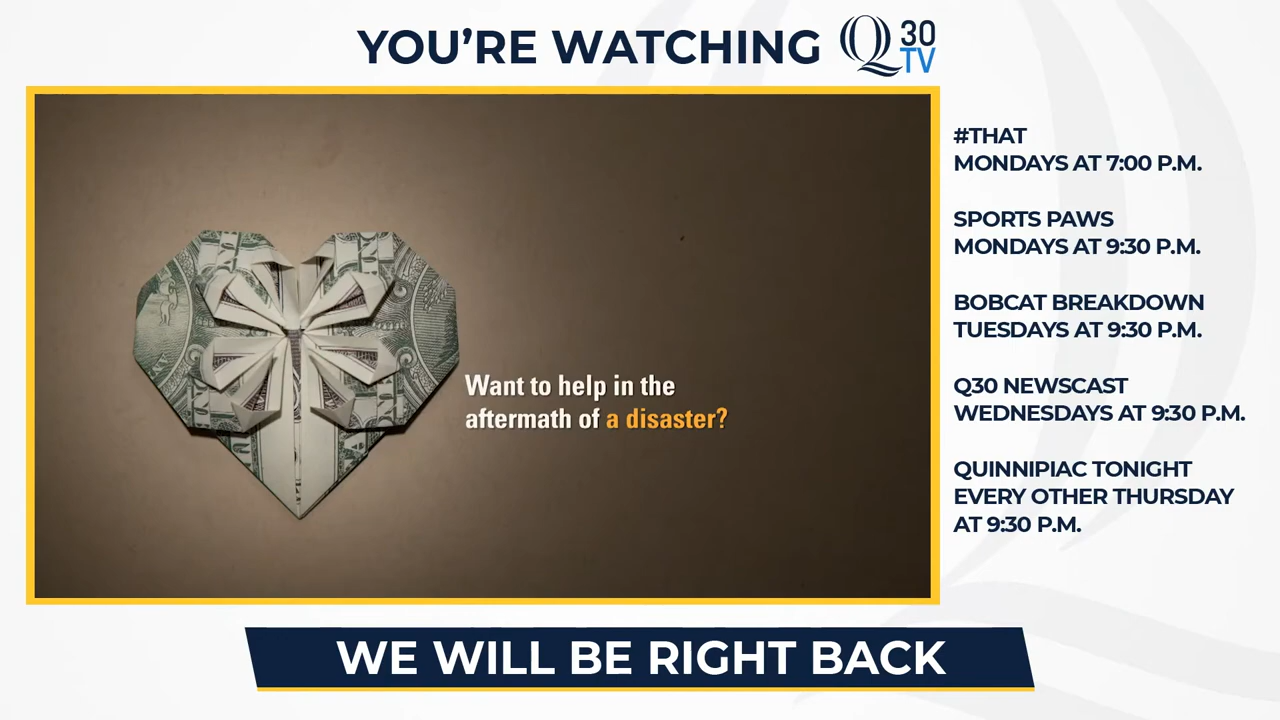 YOU'RE WATCHING Q 30 TV
Want to help in the
aftermath of a disaster?
#THAT
MONDAYS AT 7:00 P.M.
SPORTS PAWS
MONDAYS AT 9:30 P.M.
BOBCAT BREAKDOWN
TUESDAYS AT 9:30 P.M.
Q30 NEWSCAST
WEDNESDAYS AT 9:30 P.M.
QUINNIPIAC TONIGHT
EVERY OTHER THURSDAY
AT 9:30 P.M.
WE WILL BE RIGHT BACK